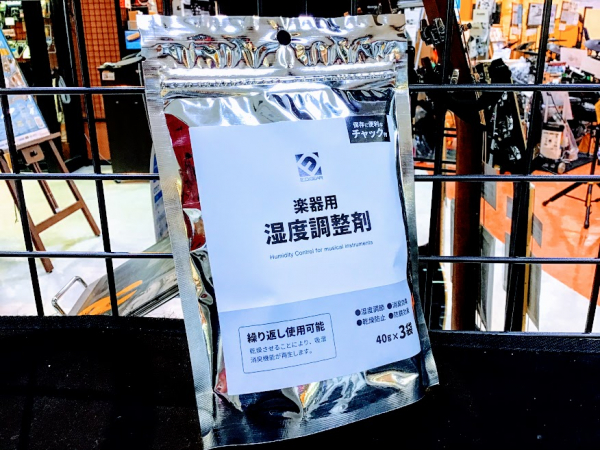 保存に便利な
チャック付
楽器用
湿度調整剤
Humidity Control for musical instruments
●湿度調節 ●消臭効果
●乾燥防止 ●防腐効果
繰り返し使用可能
乾燥させることにより、吸湿
消臭機能が再生します。
40g×3袋